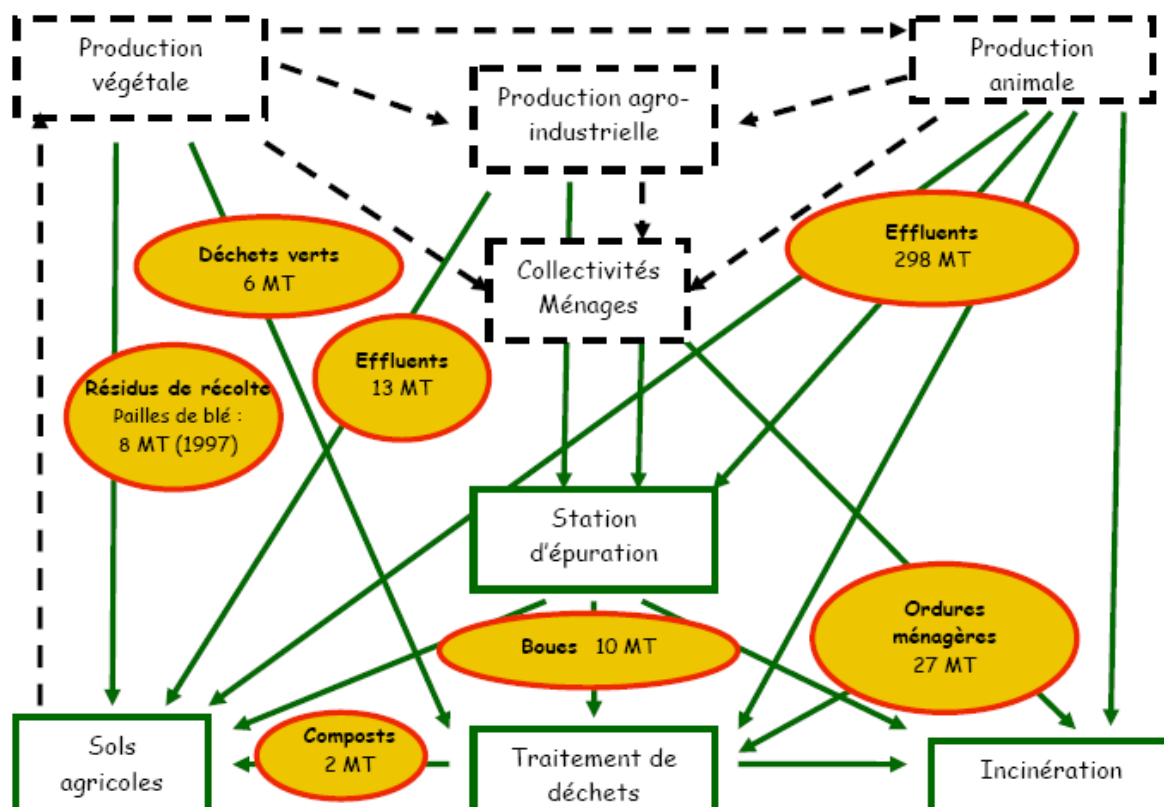 Production
végétale
Production agro-
industrielle
Production
animale
Déchets verts
6 MT
Collectivités
Ménages
Effluents
298 MT
Résidus de récolte
Pailles de blé :
8 MT (1997)
Effluents
13 MT
Station
d'épuration
Boues 10 MT
Ordures
ménagères
27 MT
Sols
agricoles
Composts
2 MT
Traitement de
déchets
Incinération